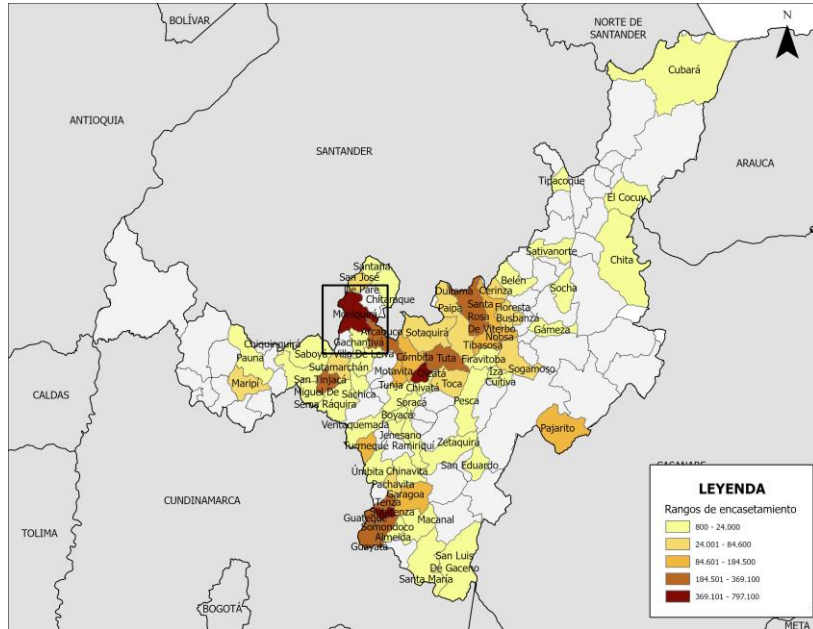 BOLÍVAR
NORTE DE
SANTANDER
N
Cubará
ANTIOQUIA
SANTANDER
ARAUCA
Tipacoque
El Cocuy
Sativanorte
Chita
Santana
San José
De Pare
Chitaraque
Belén
Socha
Duitama
Cerinza
Moniquirá
Paipa
Santa
Floresta
Rosa
Busbanzá
Arcabuco
Sotaquirá
De Viterbo
Gámeza
Nobsa
Gachantivá
Tibasosa
Chiquinquirá
Saboyá
Villa De Leiva
Cómbita
Tuta
Firavitoba
Pauna
Sutamarchán
Motavita
Oicatá
Iza
Sogamoso
CALDAS
Maripí
San
Tinjacá
Tunja
Chivatá
Toca
Cuítiva
Miguel De
Sáchica
Sema
Ráquira
Soracá
Pesca
Boyacá
Ventaquemada
Pajarito
Jenesano
Zetaquira
Turmequé
Ramiriquí
San Eduardo
CASANARE
Úmbita
Chinavita
CUNDINAMARCA
Pachavita
Garagoa
Tenza
Sutatenza
Guateque
Macanal
Somondoco
Almeida
Guayatá
TOLIMA
San Luis
De Gaceno
Santa María
BOGOTÁ
META
LEYENDA
Rangos de encasetamiento
800 - 24.000
24.001 - 84.600
84.601 - 184.500
184.501 - 369.100
369.101 - 797.100